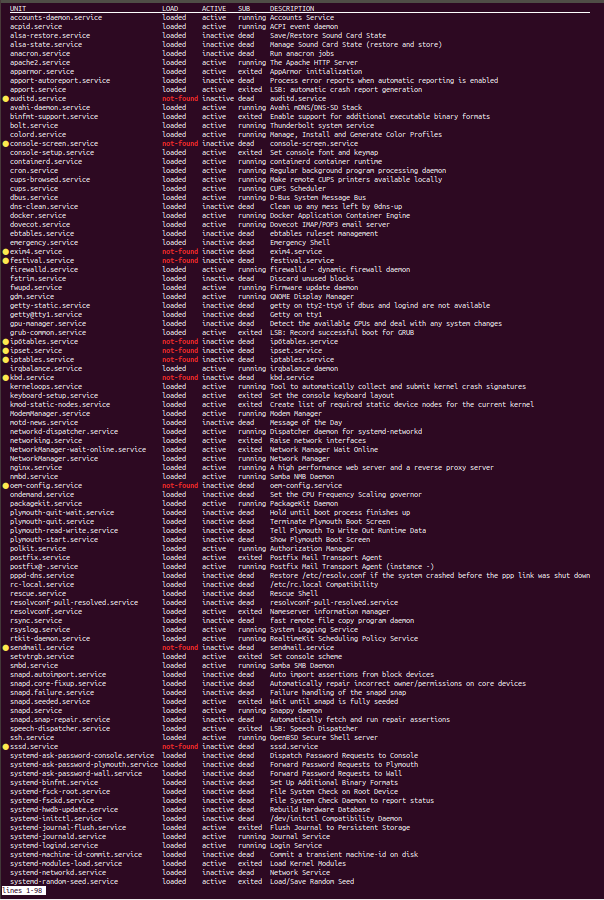 UNIT LOAD ACTIVE SUB DESCRIPTION
accounts-daemon.service loaded active running Accounts Service
acpid.service loaded active running ACPI event daemon
alsa-restore.service loaded inactive dead Save/Restore Sound Card State
alsa-state.service loaded inactive dead Manage Sound Card State (restore and store)
anacron.service loaded inactive dead Run anacron jobs
apache2.service loaded active running The Apache HTTP Server
apparmor.service loaded active exited AppArmor initialization
apport-autoreport.service loaded inactive dead Process error reports when automatic reporting is enabled
apport.service loaded active exited LSB: automatic crash report generation
● auditd.service not-found inactive dead auditd.service
avahi-daemon.service loaded active running Avahi mDNS/DNS-SD Stack
binfmt-support.service loaded active exited Enable support for additional executable binary formats
bolt.service loaded active running Thunderbolt system service
colord.service loaded active running Manage, Install and Generate Color Profiles
● console-screen.service not-found inactive dead console-screen.service
console-setup.service loaded active exited Set console font and keymap
containerd.service loaded active running containerd container runtime
cron.service loaded active running Regular background program processing daemon
cups-browsed.service loaded active running Make remote CUPS printers available locally
cups.service loaded active running CUPS Scheduler
dbus.service loaded active running D-Bus System Message Bus
dns-clean.service loaded inactive dead Clean up any mess left by 0dns-up
docker.service loaded active running Docker Application Container Engine
dovecot.service loaded active running Dovecot IMAP/POP3 email server
ebtables.service loaded inactive dead ebtables ruleset management
emergency.service loaded inactive dead Emergency Shell
● exim4.service not-found inactive dead exim4.service
● festival.service not-found inactive dead festival.service
firewalld.service loaded active running firewalld - dynamic firewall daemon
fstrim.service loaded inactive dead Discard unused blocks
fwupd.service loaded active running Firmware update daemon
gdm.service loaded active running GNOME Display Manager
getty-static.service loaded inactive dead getty on tty2-tty6 if dbus and logind are not available
getty@tty1.service loaded inactive dead Getty on tty1
gpu-manager.service loaded inactive dead Detect the available GPUs and deal with any system changes
grub-common.service loaded active exited LSB: Record successful boot for GRUB
● ip6tables.service not-found inactive dead ip6tables.service
● ipset.service not-found inactive dead ipset.service
● iptables.service not-found inactive dead iptables.service
irqbalance.service loaded active running irqbalance daemon
● kbd.service not-found inactive dead kbd.service
kerneloops.service loaded active running Tool to automatically collect and submit kernel crash signatures
keyboard-setup.service loaded active exited Set the console keyboard layout
kmod-static-nodes.service loaded active exited Create list of required static device nodes for the current kernel
ModemManager.service loaded active running Modem Manager
motd-news.service loaded inactive dead Message of the Day
networkd-dispatcher.service loaded active running Dispatcher daemon for systemd-networkd
networking.service loaded active exited Raise network interfaces
NetworkManager-wait-online.service loaded active exited Network Manager Wait Online
NetworkManager.service loaded active running Network Manager
nginx.service loaded active running A high performance web server and a reverse proxy server
nmbd.service loaded active running Samba NMB Daemon
● oem-config.service not-found inactive dead oem-config.service
ondemand.service loaded inactive dead Set the CPU Frequency Scaling governor
packagekit.service loaded active running PackageKit Daemon
plymouth-quit-wait.service loaded inactive dead Hold until boot process finishes up
plymouth-quit.service loaded inactive dead Terminate Plymouth Boot Screen
plymouth-read-write.service loaded inactive dead Tell Plymouth To Write Out Runtime Data
plymouth-start.service loaded inactive dead Show Plymouth Boot Screen
polkit.service loaded active running Authorization Manager
postfix.service loaded active exited Postfix Mail Transport Agent
postfix@-.service loaded active running Postfix Mail Transport Agent (instance -)
pppd-dns.service loaded inactive dead Restore /etc/resolv.conf if the system crashed before the ppp link was shut down
rc-local.service loaded inactive dead /etc/rc.local Compatibility
rescue.service loaded inactive dead Rescue Shell
resolvconf-pull-resolved.service loaded inactive dead resolvconf-pull-resolved.service
resolvconf.service loaded active exited Nameserver information manager
rsync.service loaded inactive dead fast remote file copy program daemon
rsyslog.service loaded active running System Logging Service
rtkit-daemon.service loaded active running RealtimeKit Scheduling Policy Service
● sendmail.service not-found inactive dead sendmail.service
setvtrgb.service loaded active exited Set console scheme
smbd.service loaded active running Samba SMB Daemon
snapd.autoimport.service loaded inactive dead Auto import assertions from block devices
snapd.core-fixup.service loaded inactive dead Automatically repair incorrect owner/permissions on core devices
snapd.failure.service loaded inactive dead Failure handling of the snapd snap
snapd.seeded.service loaded active exited Wait until snapd is fully seeded
snapd.service loaded active running Snappy daemon
snapd.snap-repair.service loaded inactive dead Automatically fetch and run repair assertions
speech-dispatcher.service loaded active exited LSB: Speech Dispatcher
ssh.service loaded active running OpenBSD Secure Shell server
● sssd.service not-found inactive dead sssd.service
systemd-ask-password-console.service loaded inactive dead Dispatch Password Requests to Console
systemd-ask-password-plymouth.service loaded inactive dead Forward Password Requests to Plymouth
systemd-ask-password-wall.service loaded inactive dead Forward Password Requests to Wall
systemd-binfmt.service loaded inactive dead Set Up Additional Binary Formats
systemd-fsck-root.service loaded inactive dead File System Check on Root Device
systemd-fsckd.service loaded inactive dead File System Check Daemon to report status
systemd-hwdb-update.service loaded inactive dead Rebuild Hardware Database
systemd-initctl.service loaded inactive dead /dev/initctl Compatibility Daemon
systemd-journal-flush.service loaded active exited Flush Journal to Persistent Storage
systemd-journald.service loaded active running Journal Service
systemd-logind.service loaded active running Login Service
systemd-machine-id-commit.service loaded inactive dead Commit a transient machine-id on disk
systemd-modules-load.service loaded active exited Load Kernel Modules
systemd-networkd.service loaded inactive dead Network Service
systemd-random-seed.service loaded active exited Load/Save Random Seed
lines 1-98